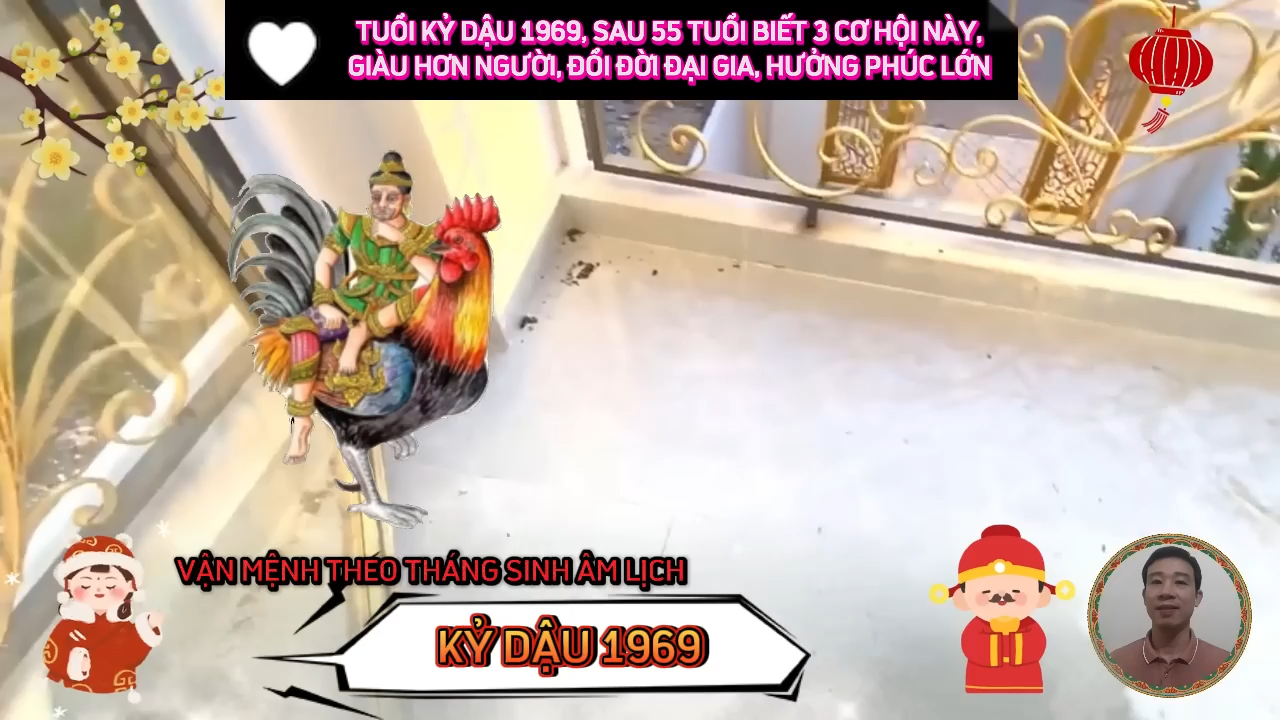 TUỔI KỶ DẬU 1969, SAU 55 TUỔI BIẾT 3 CƠ HỘI NÀY,
GIÀU HƠN NGƯỜI, ĐỔI ĐỜI ĐẠI GIA, HƯỞNG PHÚC LỚN
VẬN MỆNH THEO THÁNG SINH ÂM LỊCH
KỶ DẬU 1969